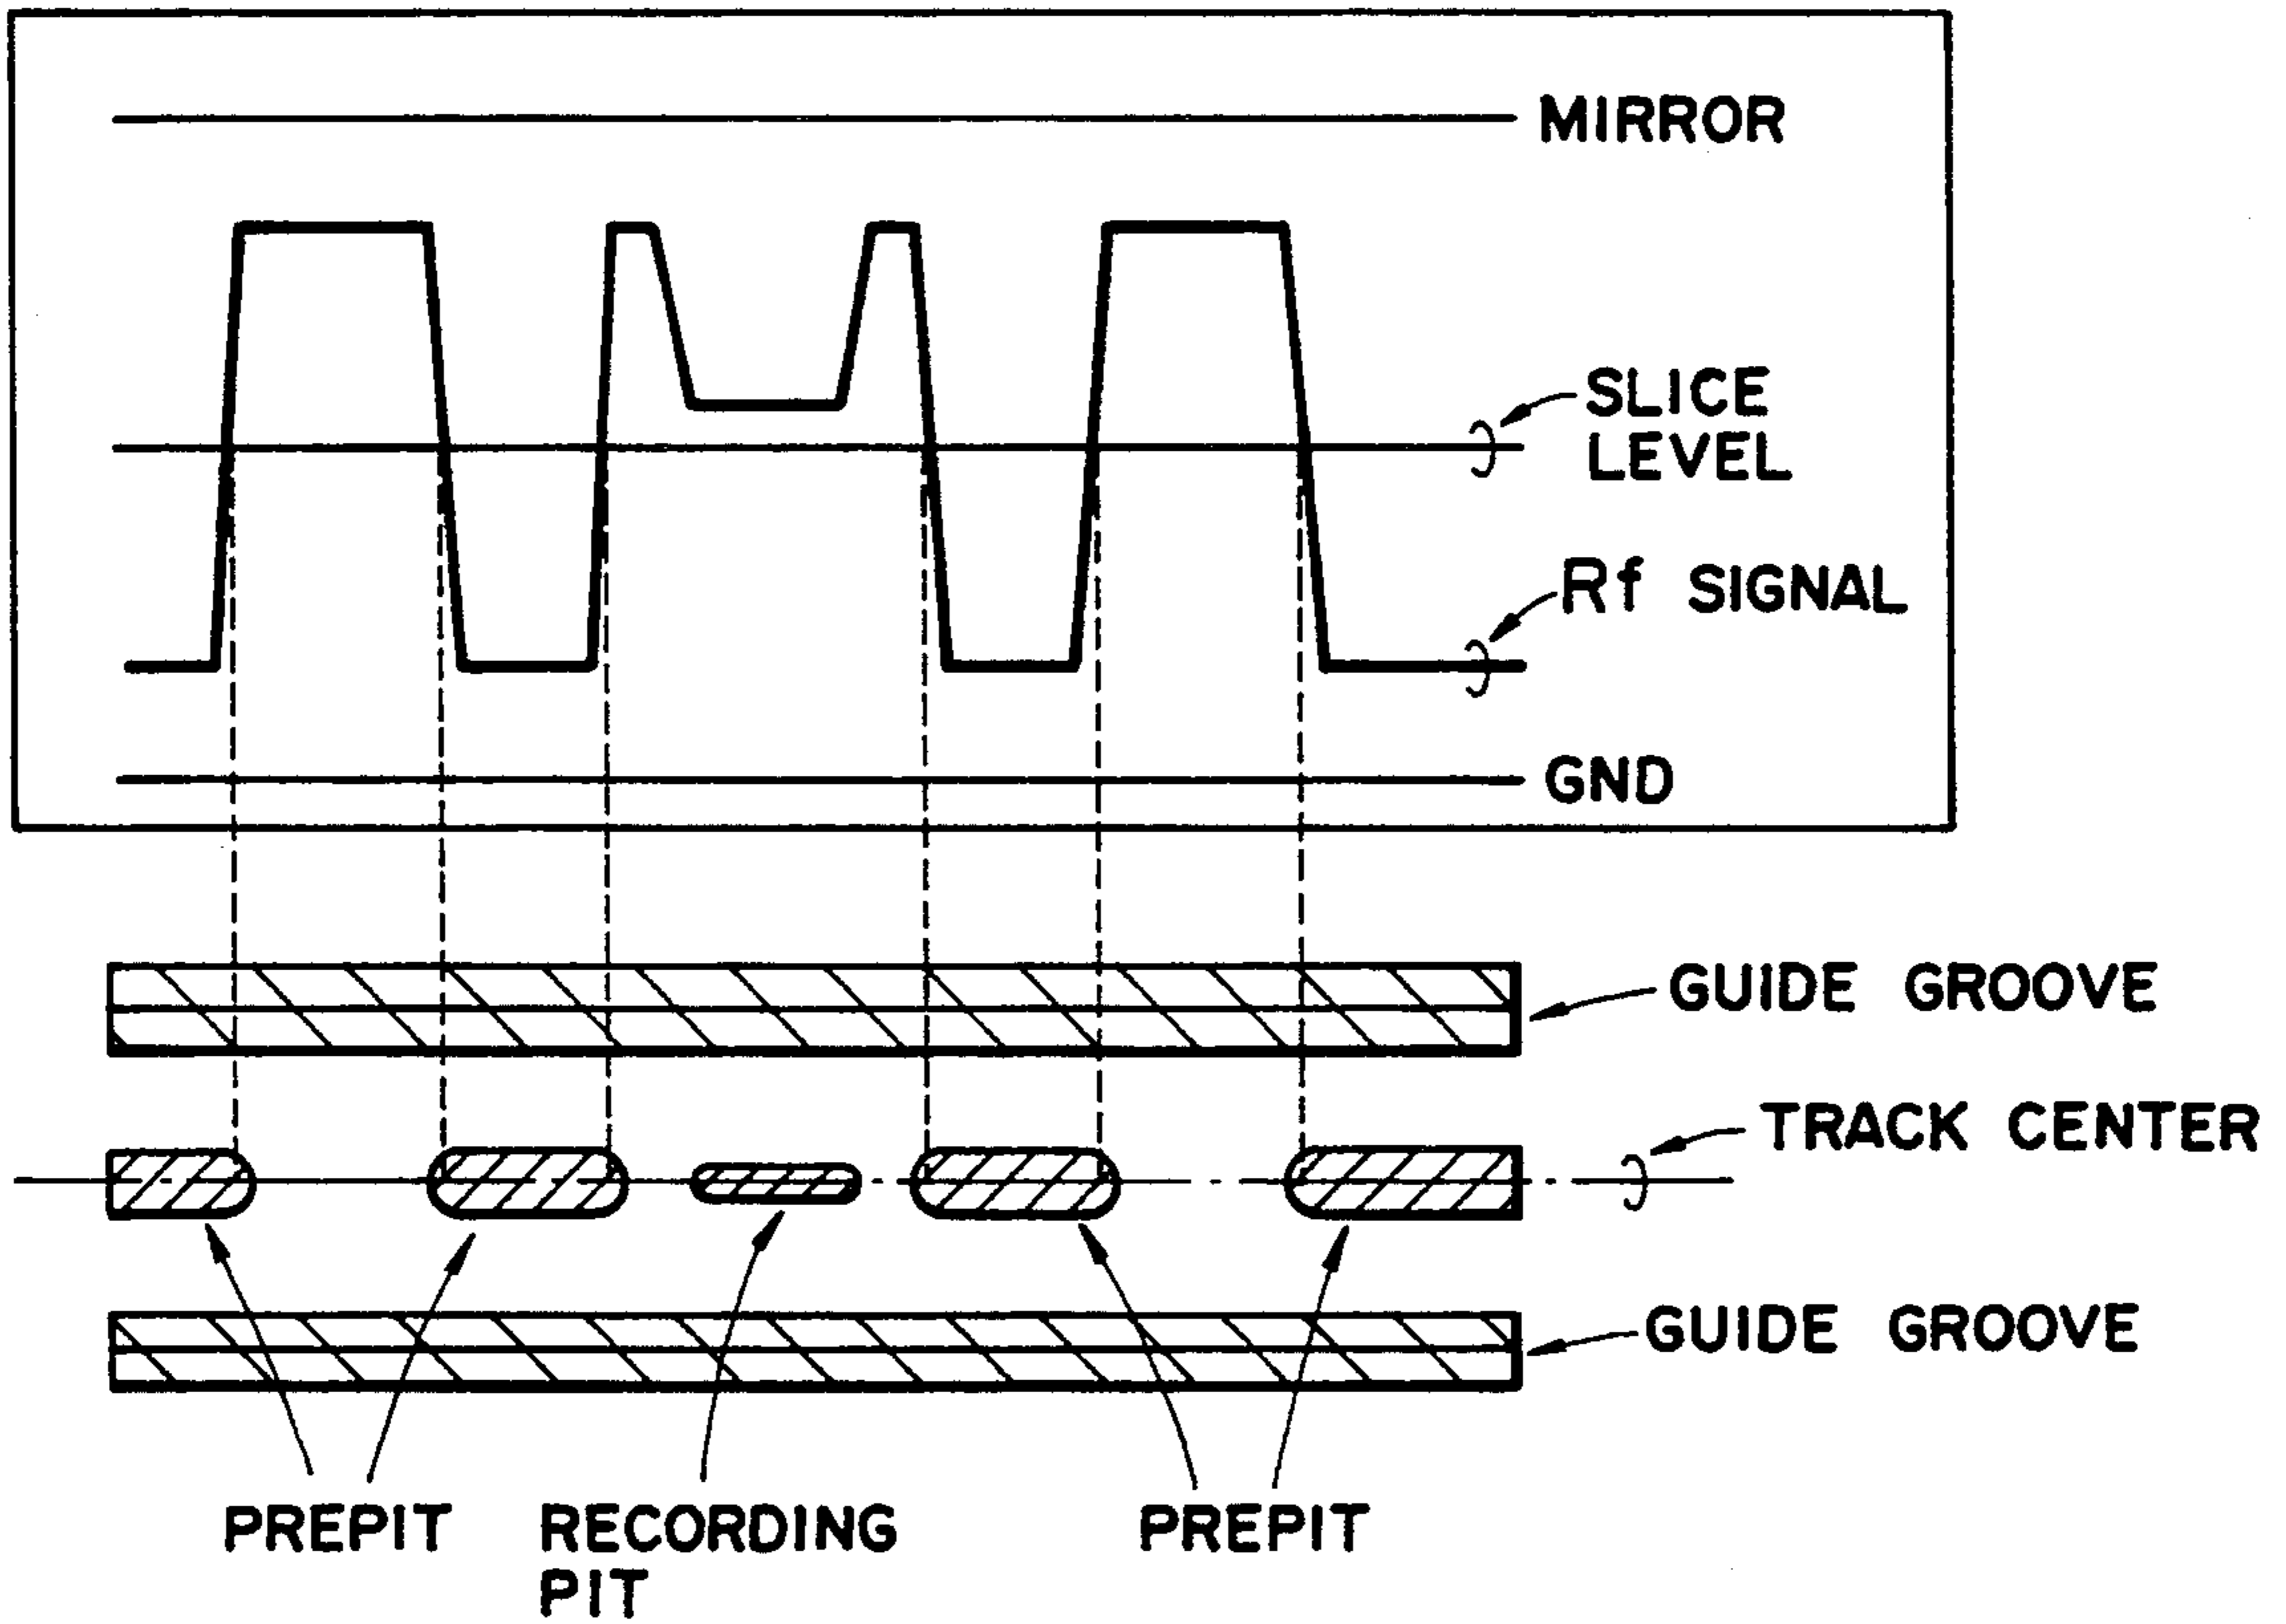 MIRROR
SLICE
LEVEL
Rf SIGNAL
GND
GUIDE GROOVE
TRACK CENTER
GUIDE GROOVE
PREPIT
RECORDING
PIT
PREPIT